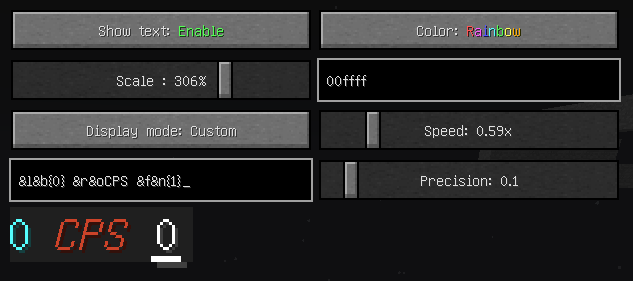 Show text: Enable
Color: Rainbow
Scale : 306%
00ffff
Display mode: Custom
Speed: 0.59x
&l&b{0} &r&oCPS &f&n{1}_
Precision: 0.1
0 CPS 0